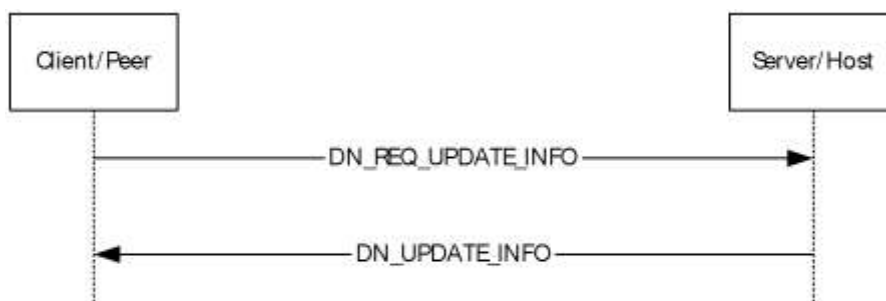 Client/Peer
Server/Host
DN_REQ_UPDATE_INFO
DN_UPDATE_INFO